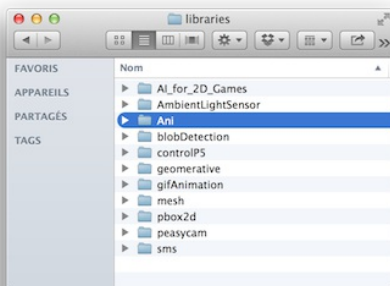 libraries
FAVORIS
APPAREILS
PARTAGÉS
TAGS
Nom
AI_for_2D_Games
AmbientLightSensor
Ani
blobDetection
controlP5
geomerative
gifAnimation
mesh
pbox2d
peasycam
sms